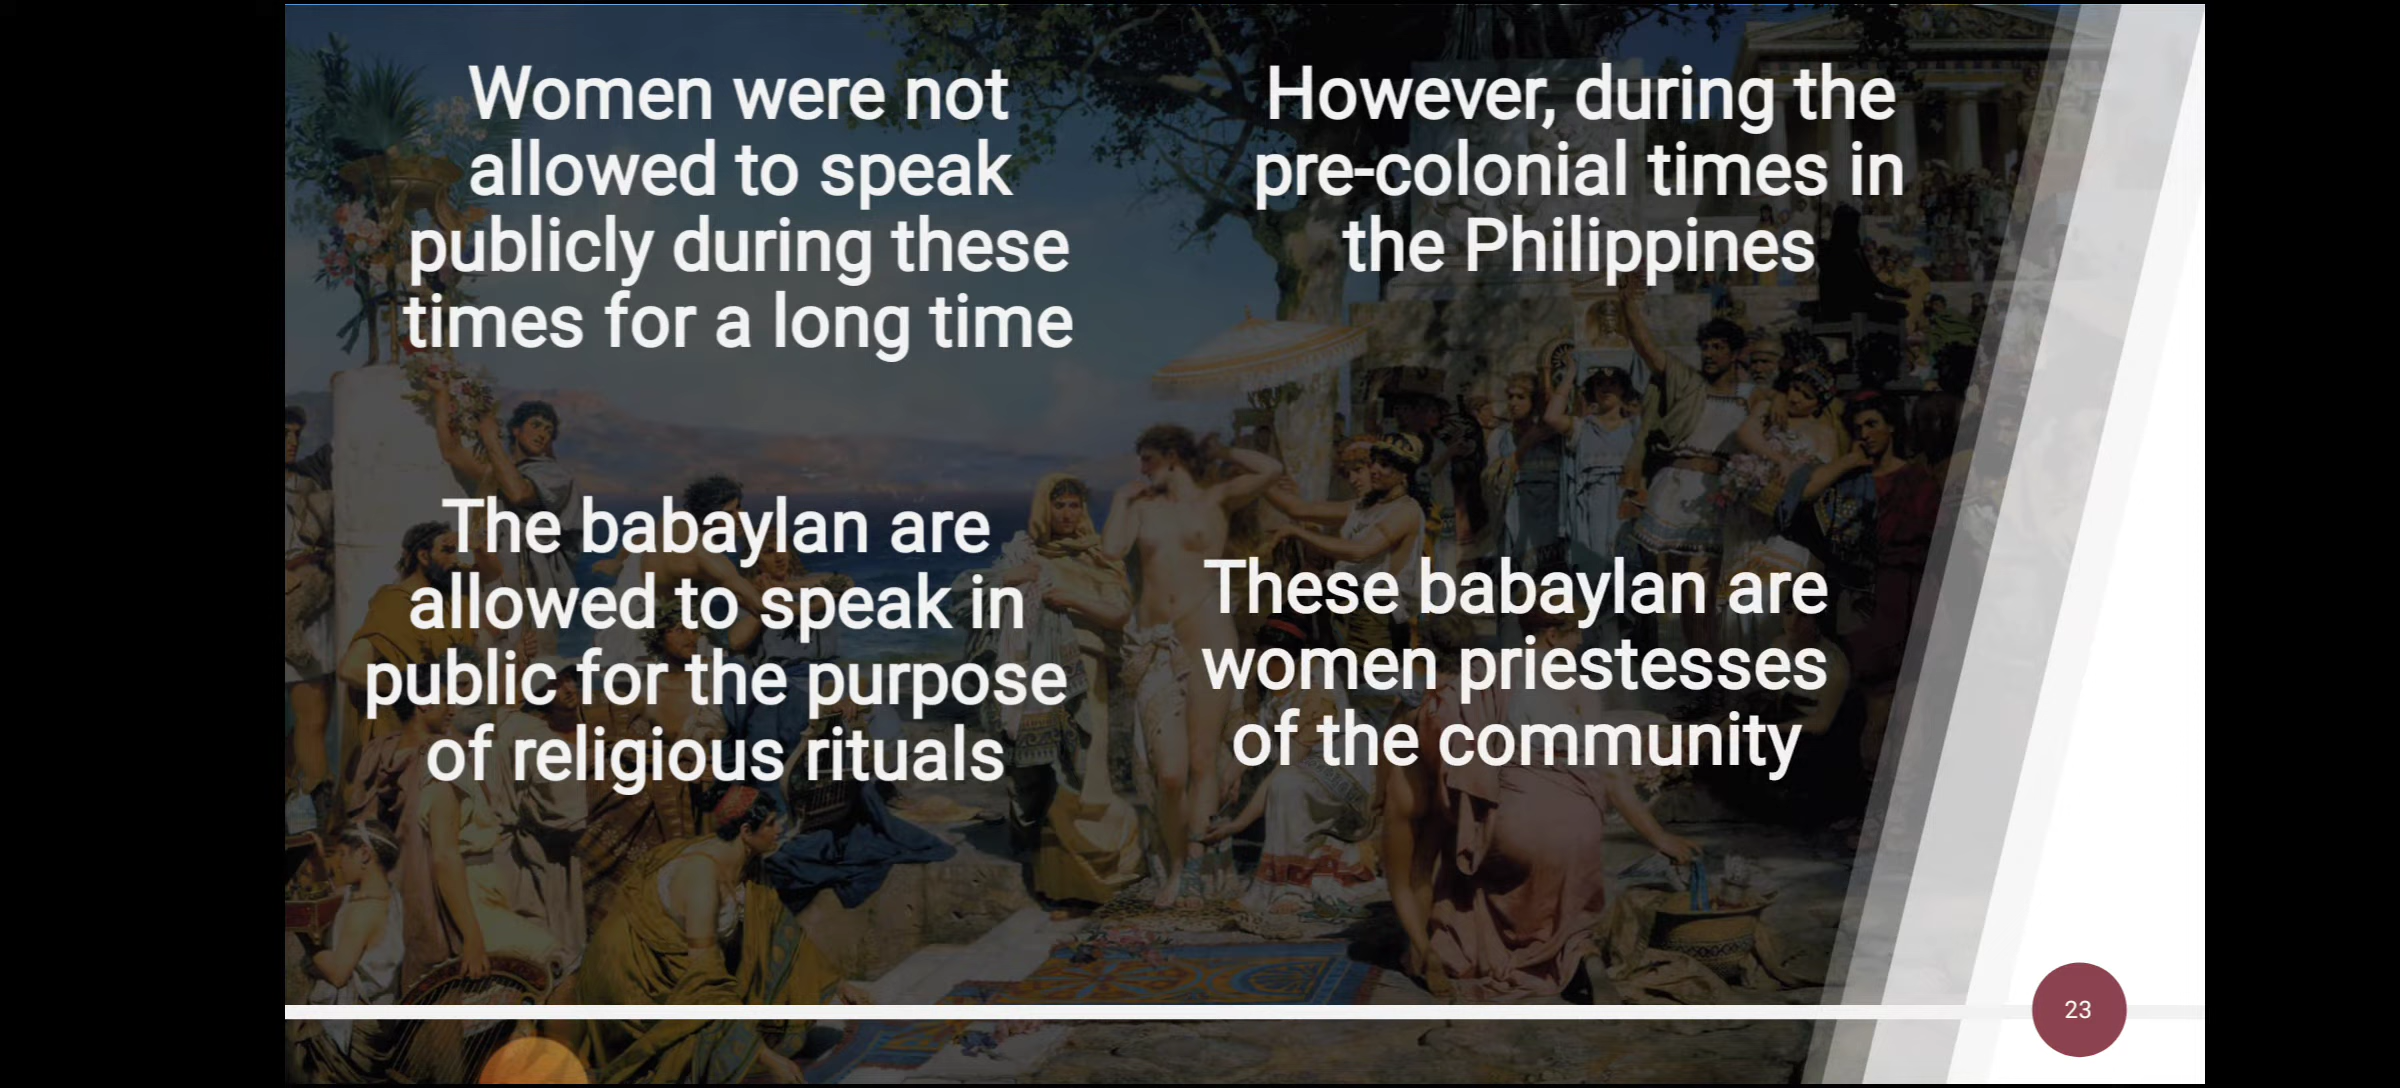 Women were not
allowed to speak
publicly during these
times for a long time
However, during the
pre-colonial times in
the Philippines
The babaylan are
allowed to speak in
public for the purpose
of religious rituals
These babaylan are
women priestesses
of the community
23